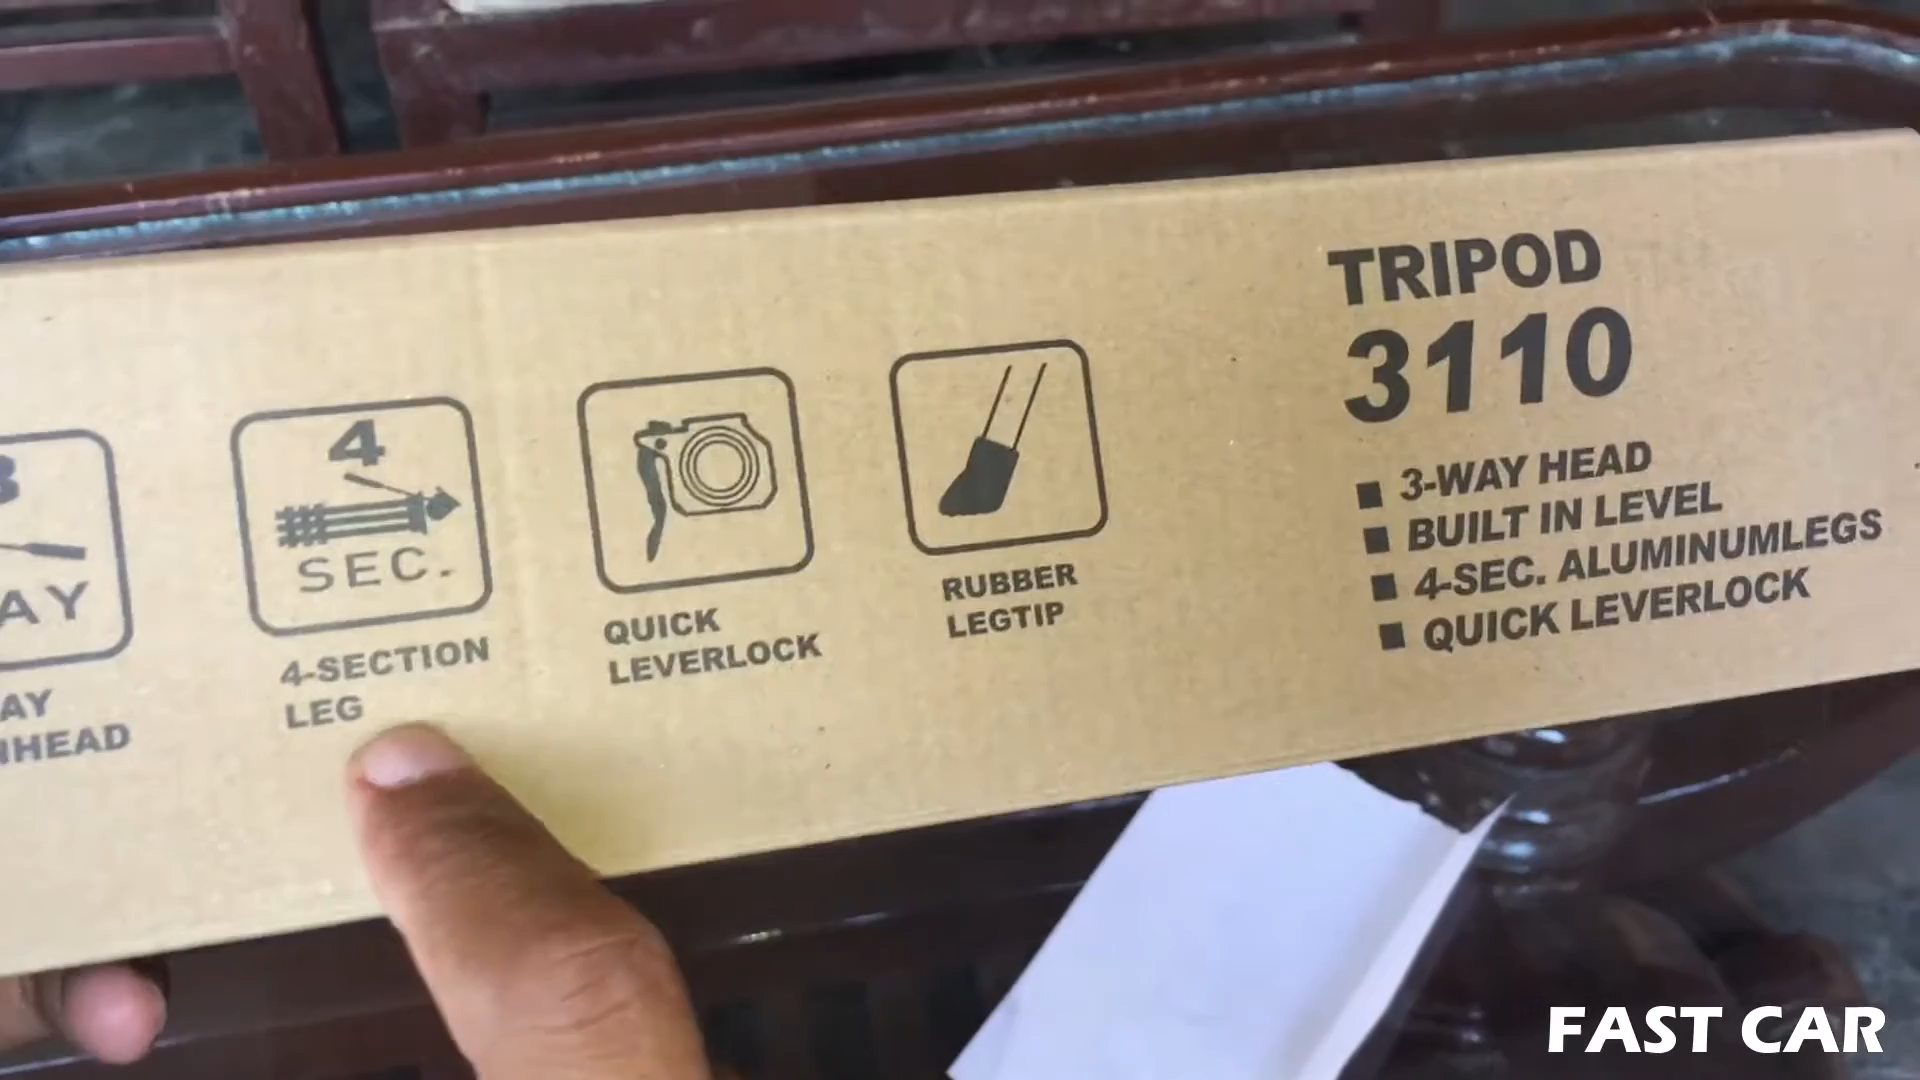 TRIPOD
3110
3-WAY HEAD
BUILT IN LEVEL
4-SEC. ALUMINUMLEGS
QUICK LEVERLOCK
4
SEC.
4-SECTION
LEG
QUICK
LEVERLOCK
RUBBER
LEGTIP
FAST CAR